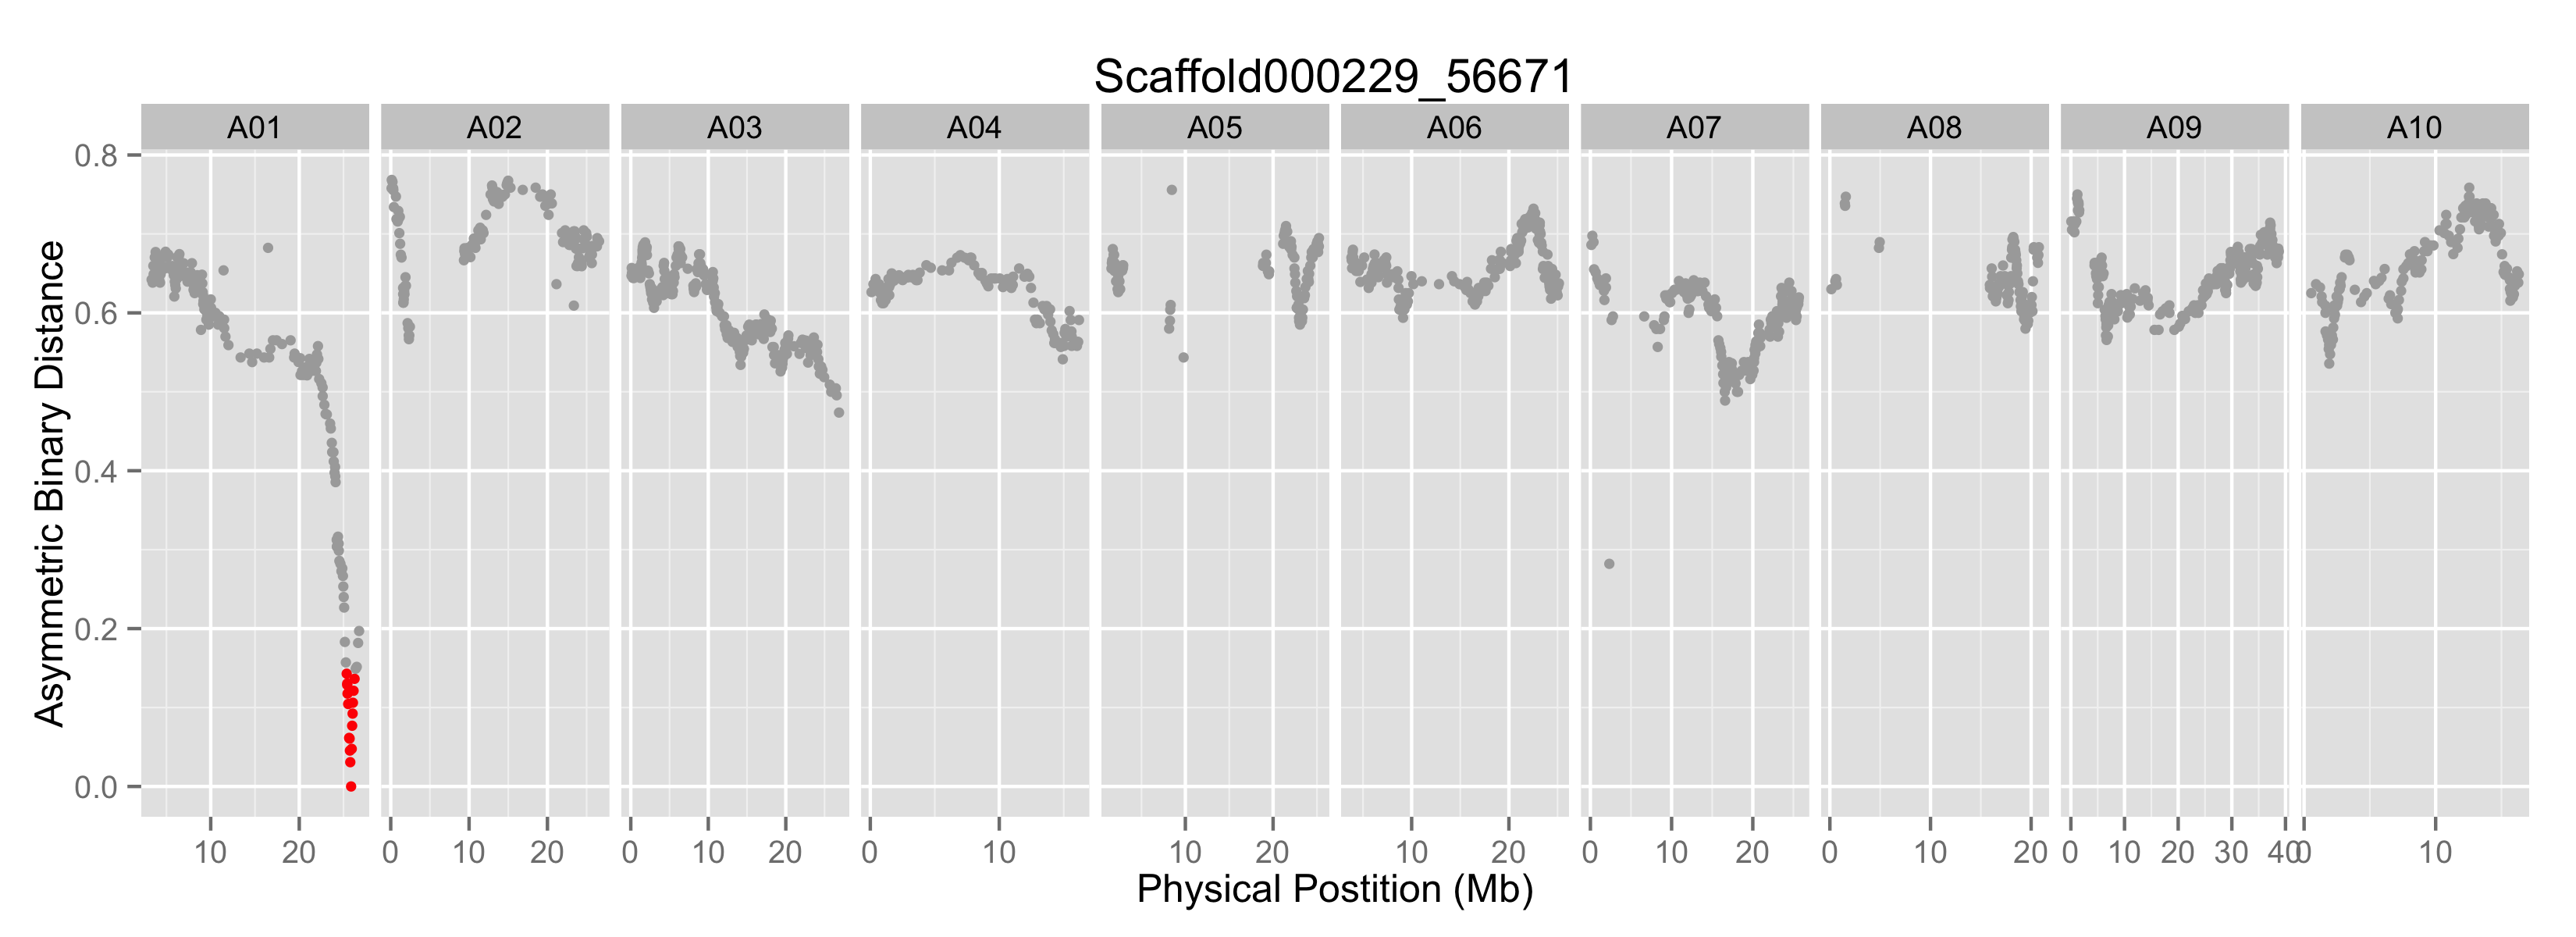 Scaffold000229_56671
A01 A02 A03 A04 A05 A06 A07 A08 A09 A10
Asymmetric Binary Distance
0.8
0.6
0.4
0.2
0.0
10 20 0 10 20 0 10 20 0 10 10 20 10 20 0 10 20 0 10 20 0 10 20 30 40 0 10
Physical Postition (Mb)